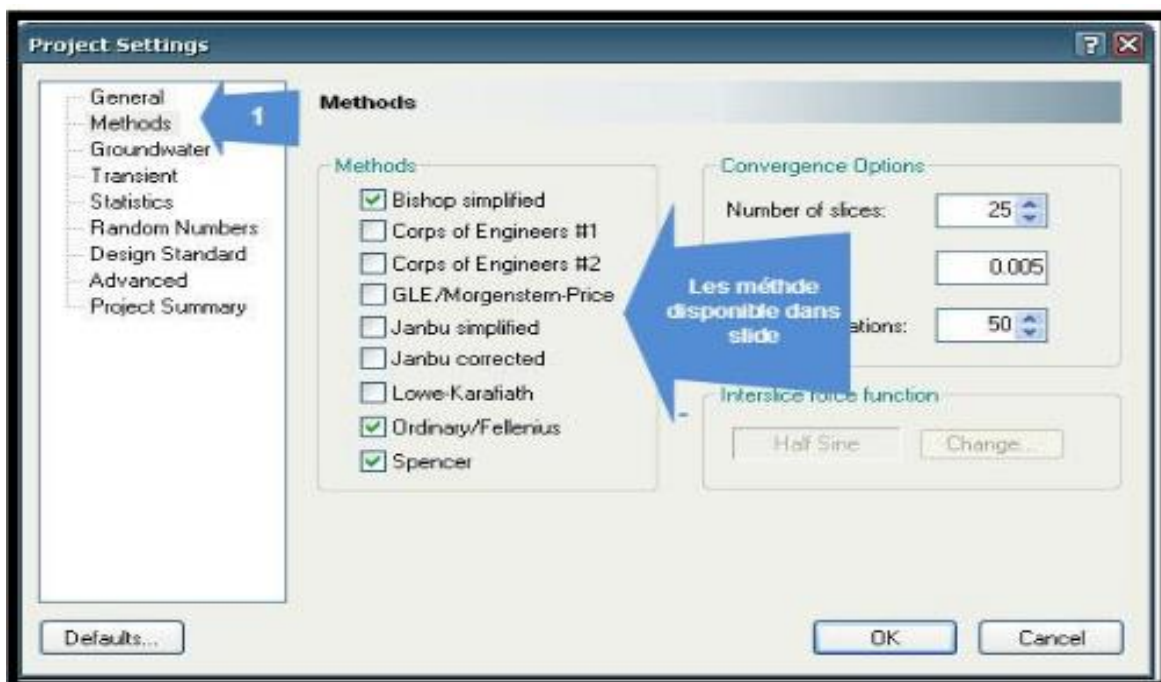 Project Settings
General
Methods
Groundwater
Transient
Statistics
Random Numbers
Design Standard
Advanced
Project Summary
1
Methods
Methods
Bishop simplified
Corps of Engineers #1
Corps of Engineers #2
GLE/Morgenstern-Price
Janbu simplified
Janbu corrected
Lowe-Karafiath
Ordinary/Fellenius
Spencer
Les méthde
disponible dans
slide
Convergence Options
Number of slices:
25
0.005
ations:
50
Interslice force function
Half Sine
Change...
Defaults...
OK
Cancel